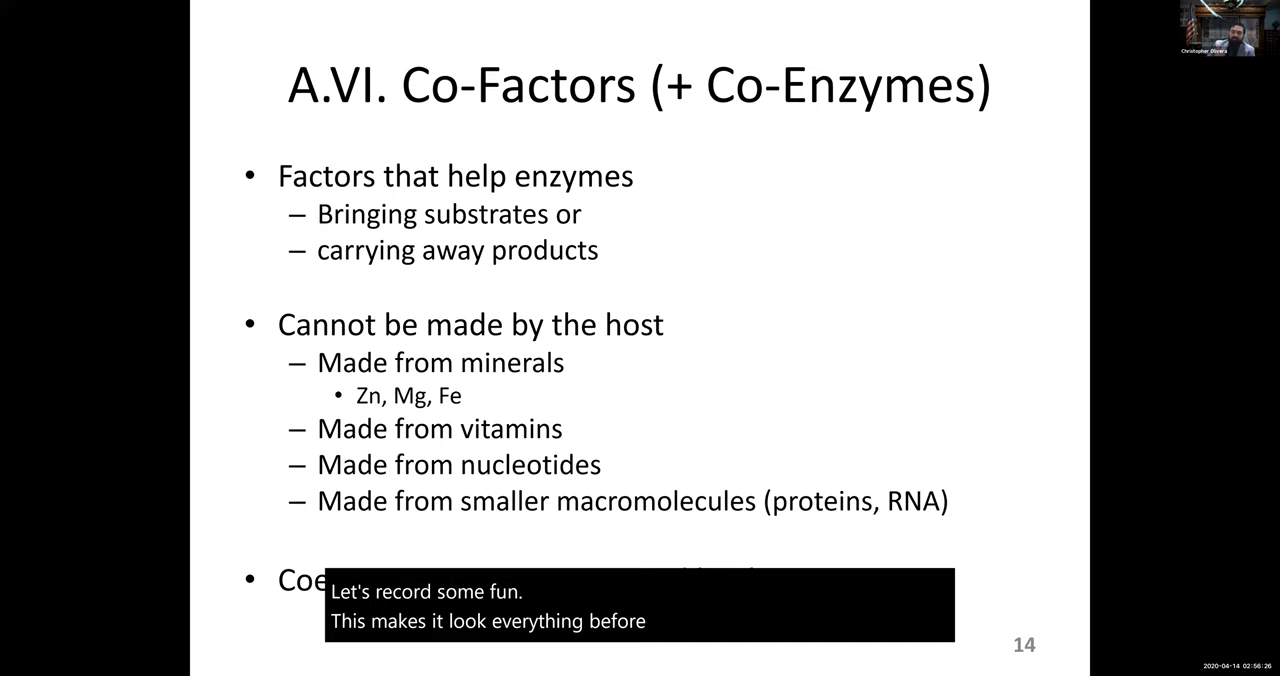 Christopher Olivera
A.VI. Co-Factors (+ Co-Enzymes)
• Factors that help enzymes
– Bringing substrates or
– carrying away products
• Cannot be made by the host
– Made from minerals
• Zn, Mg, Fe
– Made from vitamins
– Made from nucleotides
– Made from smaller macromolecules (proteins, RNA)
Let's record some fun.
This makes it look everything before
14
2020-04-14 02:56:26